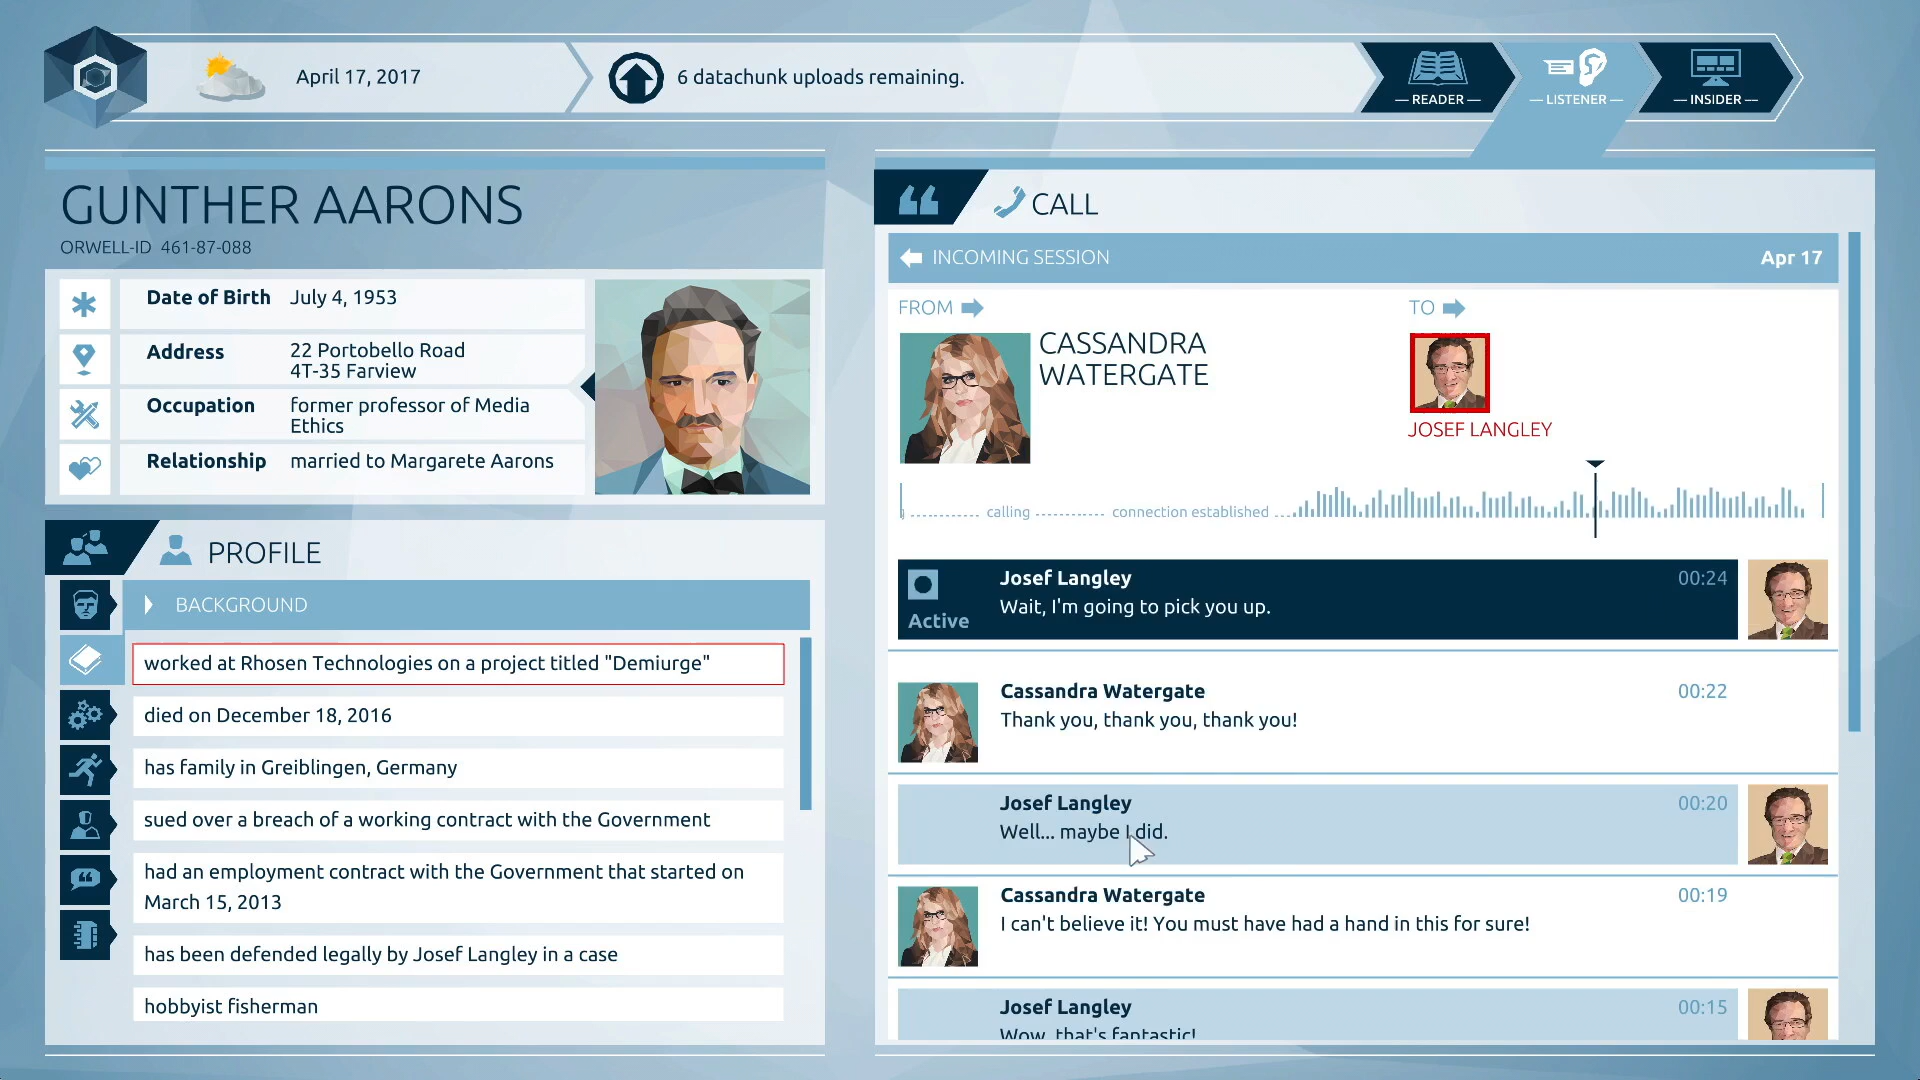 April 17, 2017
6 datachunk uploads remaining.
READER
LISTENER
INSIDER
GUNTHER AARONS
ORWELL-ID 461-87-088
Date of Birth July 4, 1953
Address 22 Portobello Road
4T-35 Farview
Occupation former professor of Media
Ethics
Relationship married to Margarete Aarons
PROFILE
BACKGROUND
worked at Rhosen Technologies on a project titled "Demiurge"
died on December 18, 2016
has family in Greiblingen, Germany
sued over a breach of a working contract with the Government
had an employment contract with the Government that started on
March 15, 2013
has been defended legally by Josef Langley in a case
hobbyist fisherman
CALL
INCOMING SESSION Apr 17
FROM
CASSANDRA
WATERGATE
TO
JOSEF LANGLEY
calling connection established
Josef Langley 00:24
Wait, I'm going to pick you up.
Active
Cassandra Watergate 00:22
Thank you, thank you, thank you!
Josef Langley 00:20
Well... maybe I did.
Cassandra Watergate 00:19
I can't believe it! You must have had a hand in this for sure!
Josef Langley 00:15
Wow, that's fantastic!